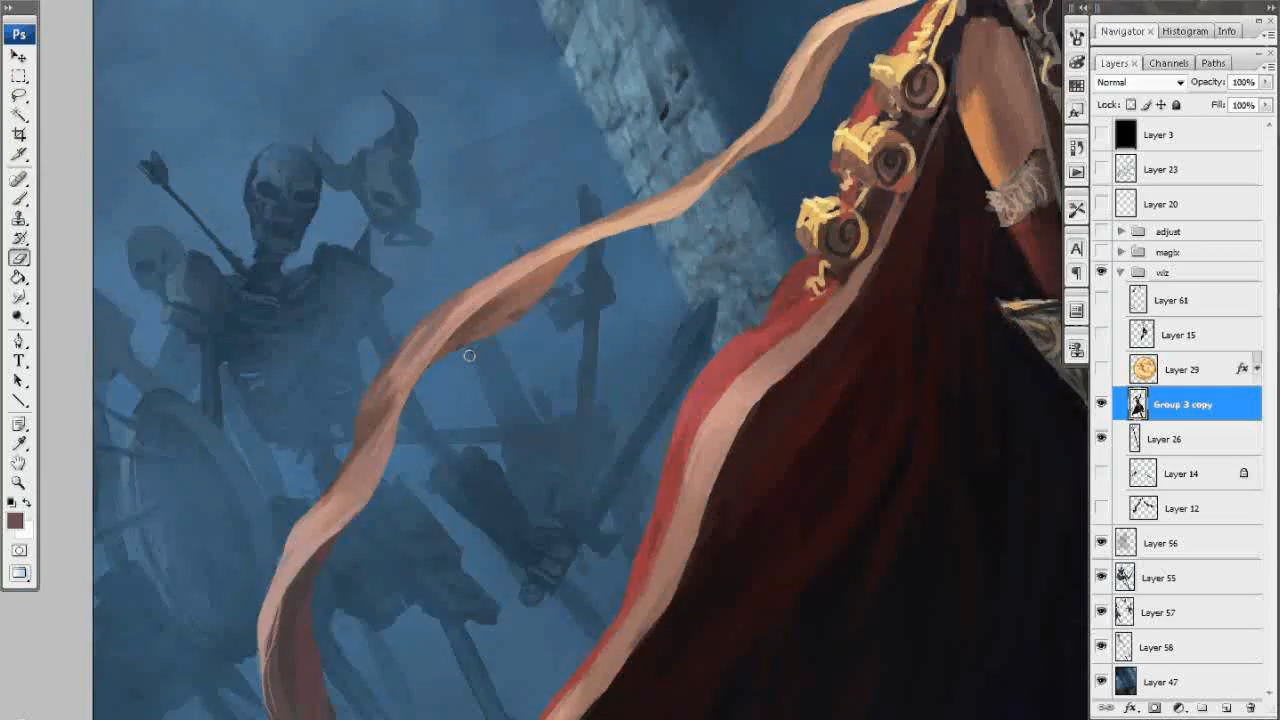 Ps
Navigator × Histogram Info
Layers × Channels Paths
Normal Opacity: 100%
Lock: Fill: 100%
Layer 3
Layer 23
Layer 20
adjust
magix
wiz
Layer 61
Layer 15
Layer 29 fx
Group 3 copy
Layer 26
Layer 14
Layer 12
Layer 56
Layer 55
Layer 57
Layer 58
Layer 47
fx
T
A